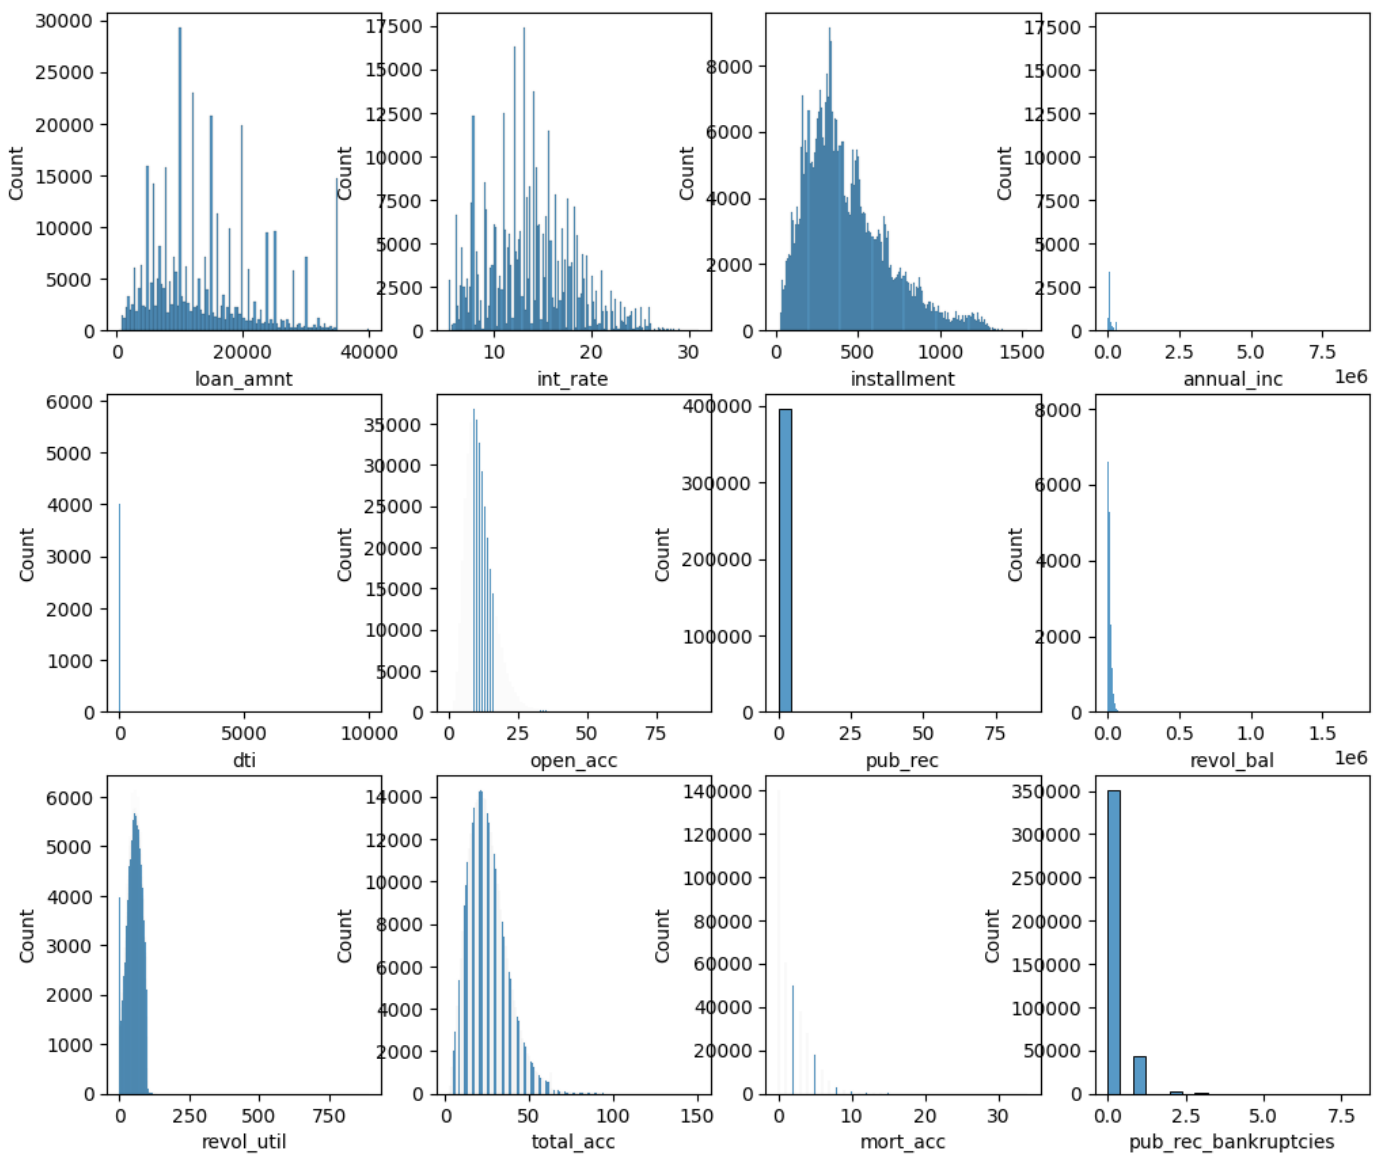 30000
25000
20000
15000
10000
5000
0
Count
0 20000 40000
loan_amnt
17500
15000
12500
10000
7500
5000
2500
0
Count
10 20 30
int_rate
8000
6000
4000
2000
0
Count
0 500 1000 1500
installment
17500
15000
12500
10000
7500
5000
2500
0
Count
0.0 2.5 5.0 7.5
1e6
annual_inc
6000
5000
4000
3000
2000
1000
0
Count
0 5000 10000
dti
35000
30000
25000
20000
15000
10000
5000
0
Count
0 25 50 75
open_acc
400000
300000
200000
100000
0
Count
0 25 50 75
pub_rec
8000
6000
4000
2000
0
Count
0.0 0.5 1.0 1.5
1e6
revol_bal
6000
5000
4000
3000
2000
1000
0
Count
0 250 500 750
revol_util
14000
12000
10000
8000
6000
4000
2000
0
Count
0 50 100 150
total_acc
140000
120000
100000
80000
60000
40000
20000
0
Count
0 10 20 30
mort_acc
350000
300000
250000
200000
150000
100000
50000
0
Count
0.0 2.5 5.0 7.5
pub_rec_bankruptcies